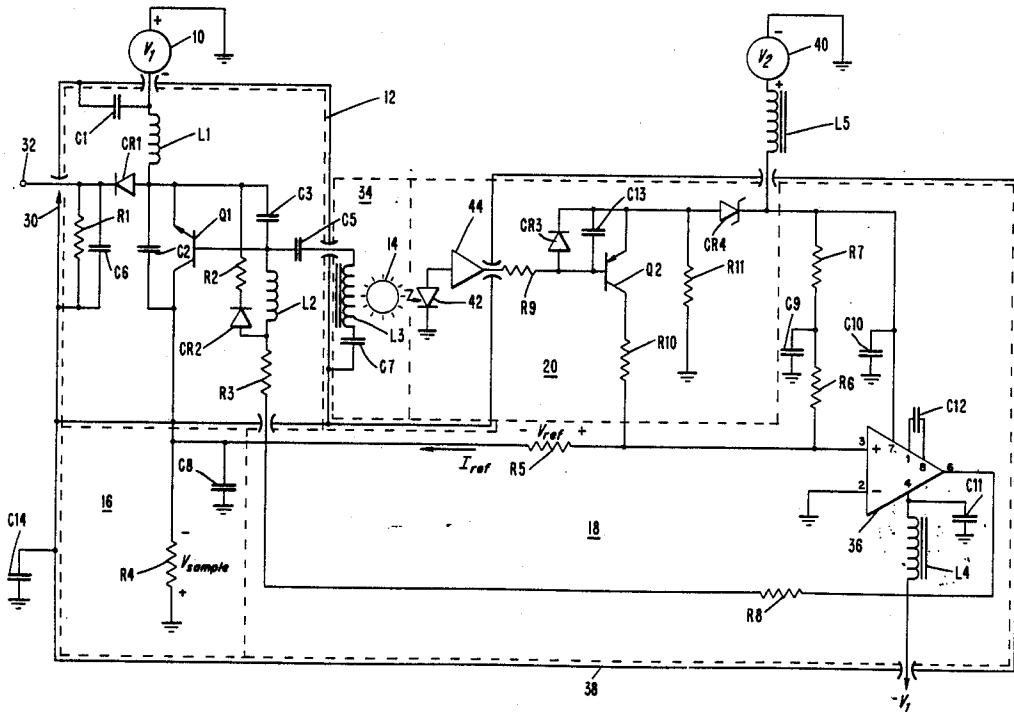 +
-
V1
10
40
V2
-
+
12
C1
L1
L5
32
CR1
C3
34
44
C13
CR3
CR4
30
R1
Q1
C5
14
C6
C2
R2
L2
42
R9
Q2
R11
R7
L3
CR2
C7
C9
C10
R10
20
R3
R6
C12
Vref
-
+
3
+
7
1
8
6
Iref
R5
2
-
4
C8
36
C11
16
18
C14
-
R4
Vsample
+
L4
R8
38
-V1